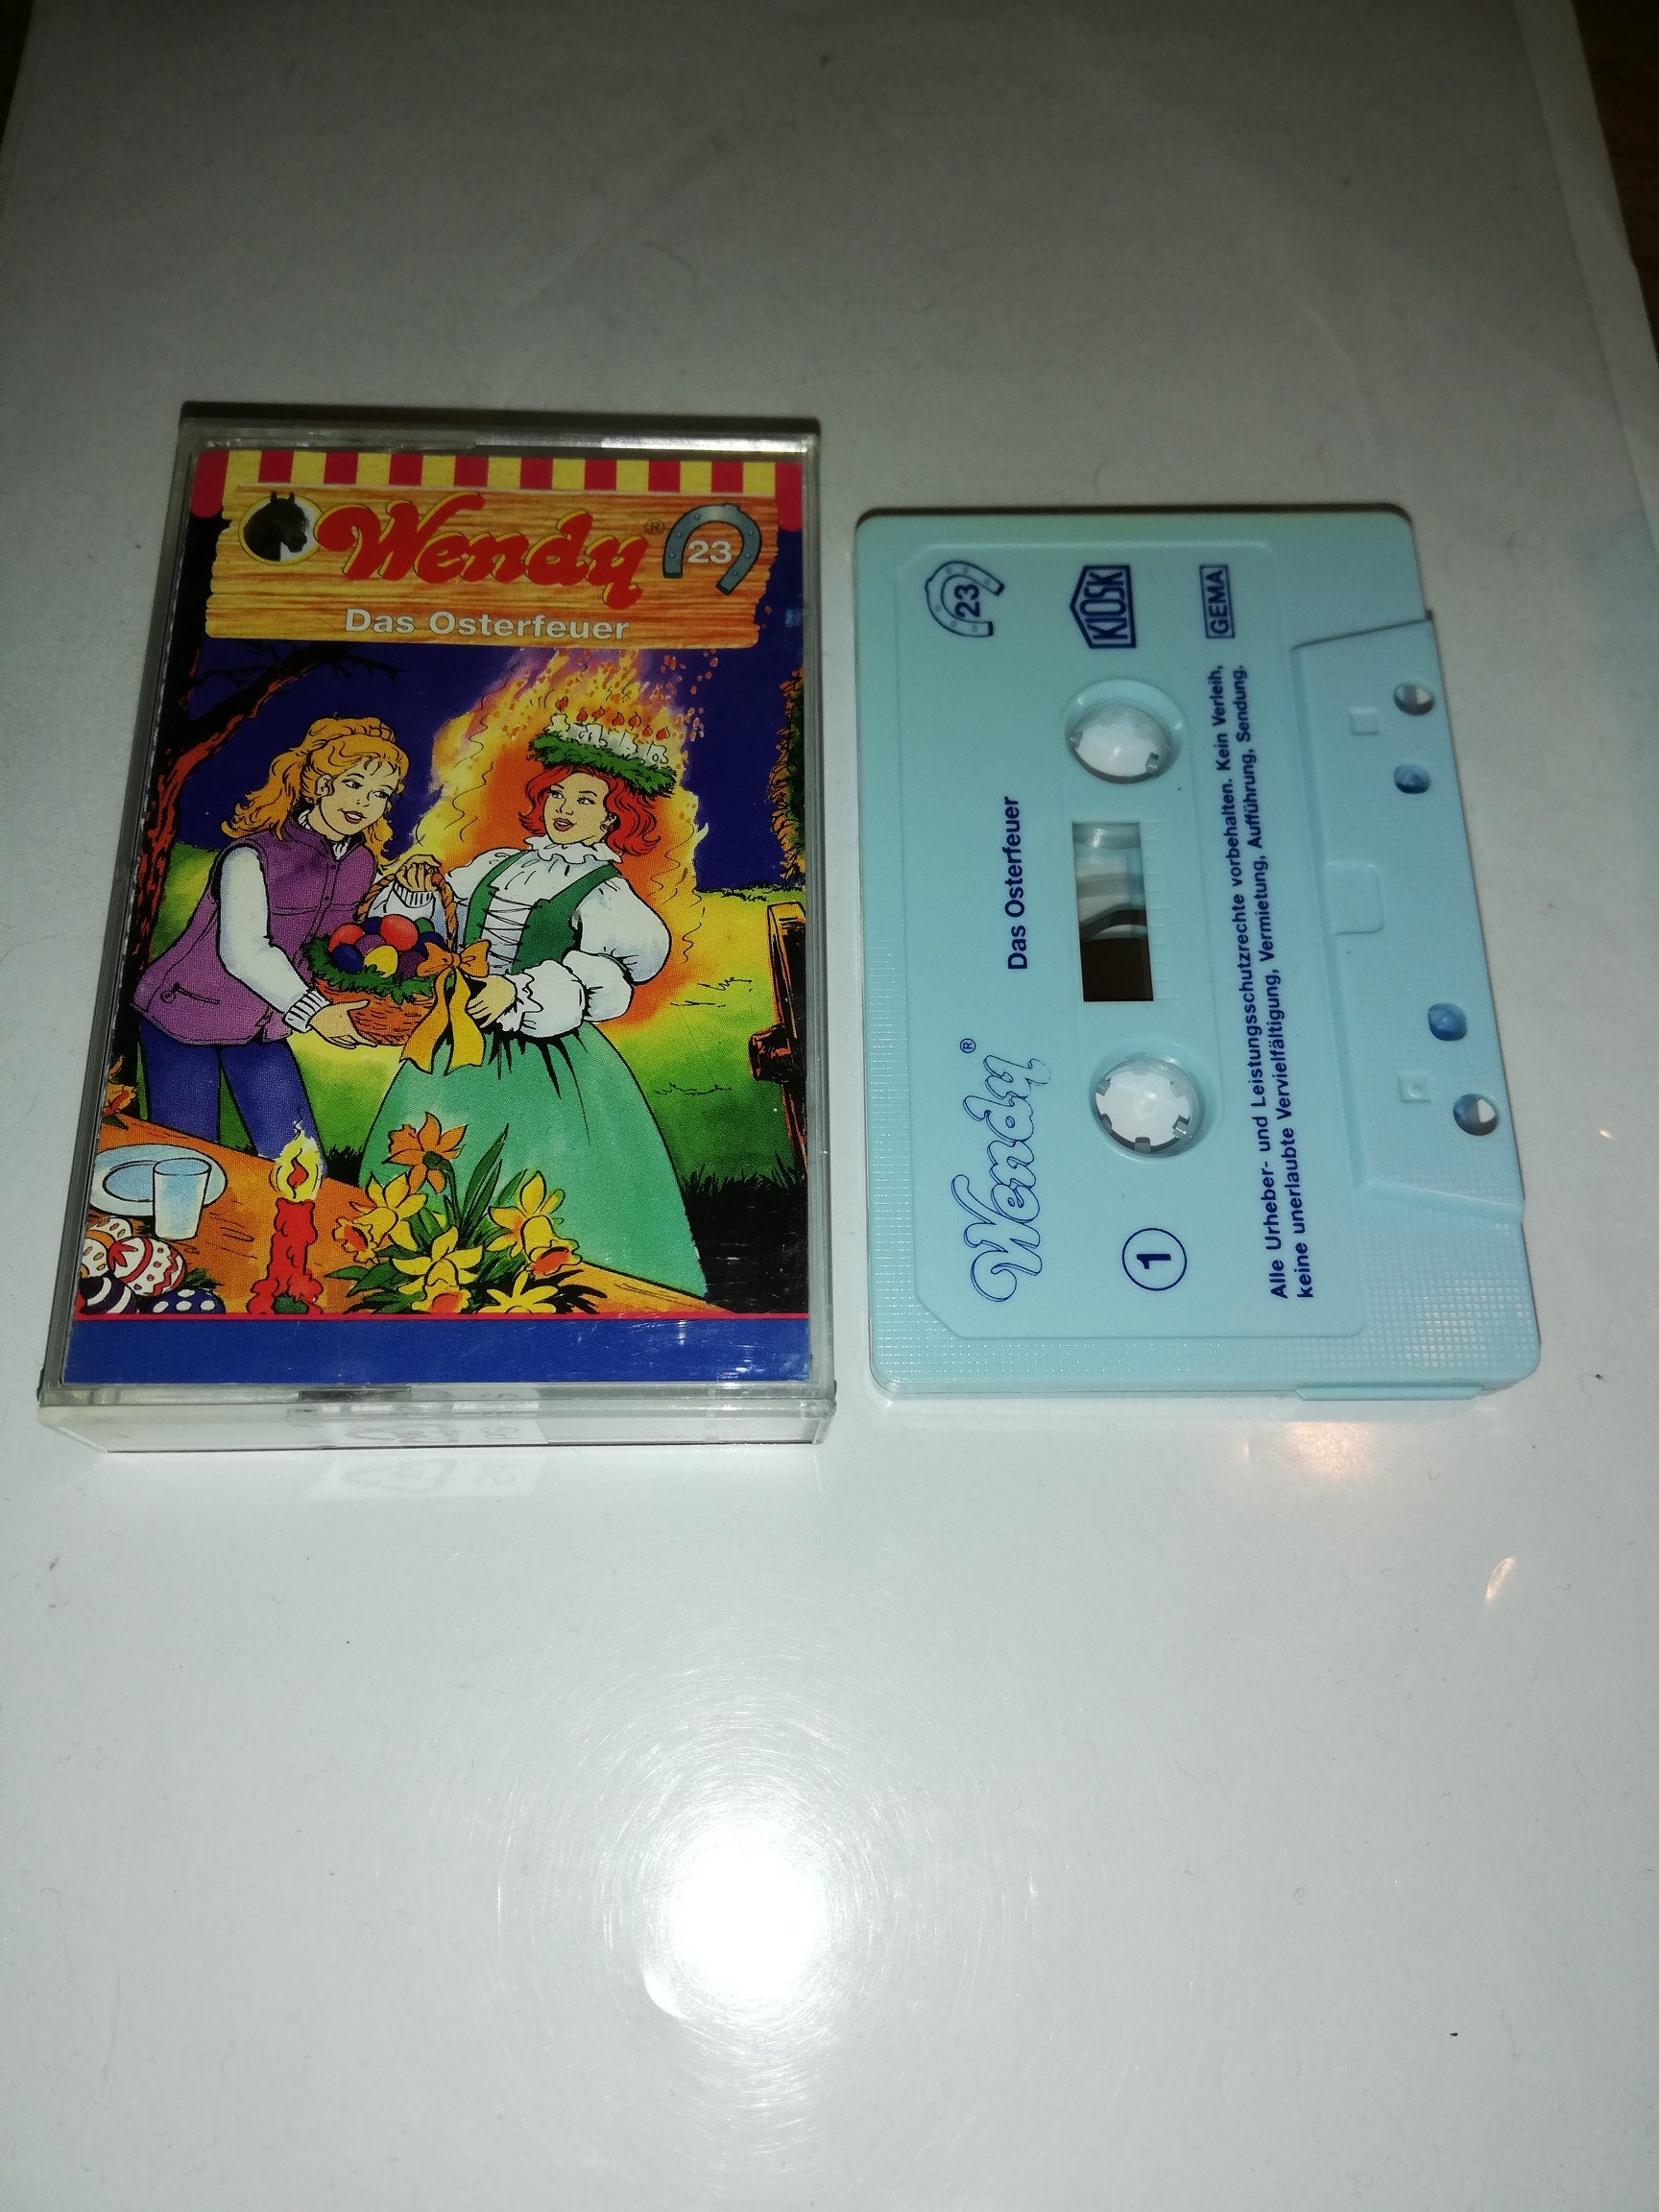 Wendy®
23
Das Osterfeuer
23
KIOSK
GEMA
Das Osterfeuer
Wendy®
1
Alle Urheber- und Leistungsschutzrechte vorbehalten. Kein Verleih,
keine unerlaubte Vervielfältigung, Vermietung, Aufführung, Sendung.